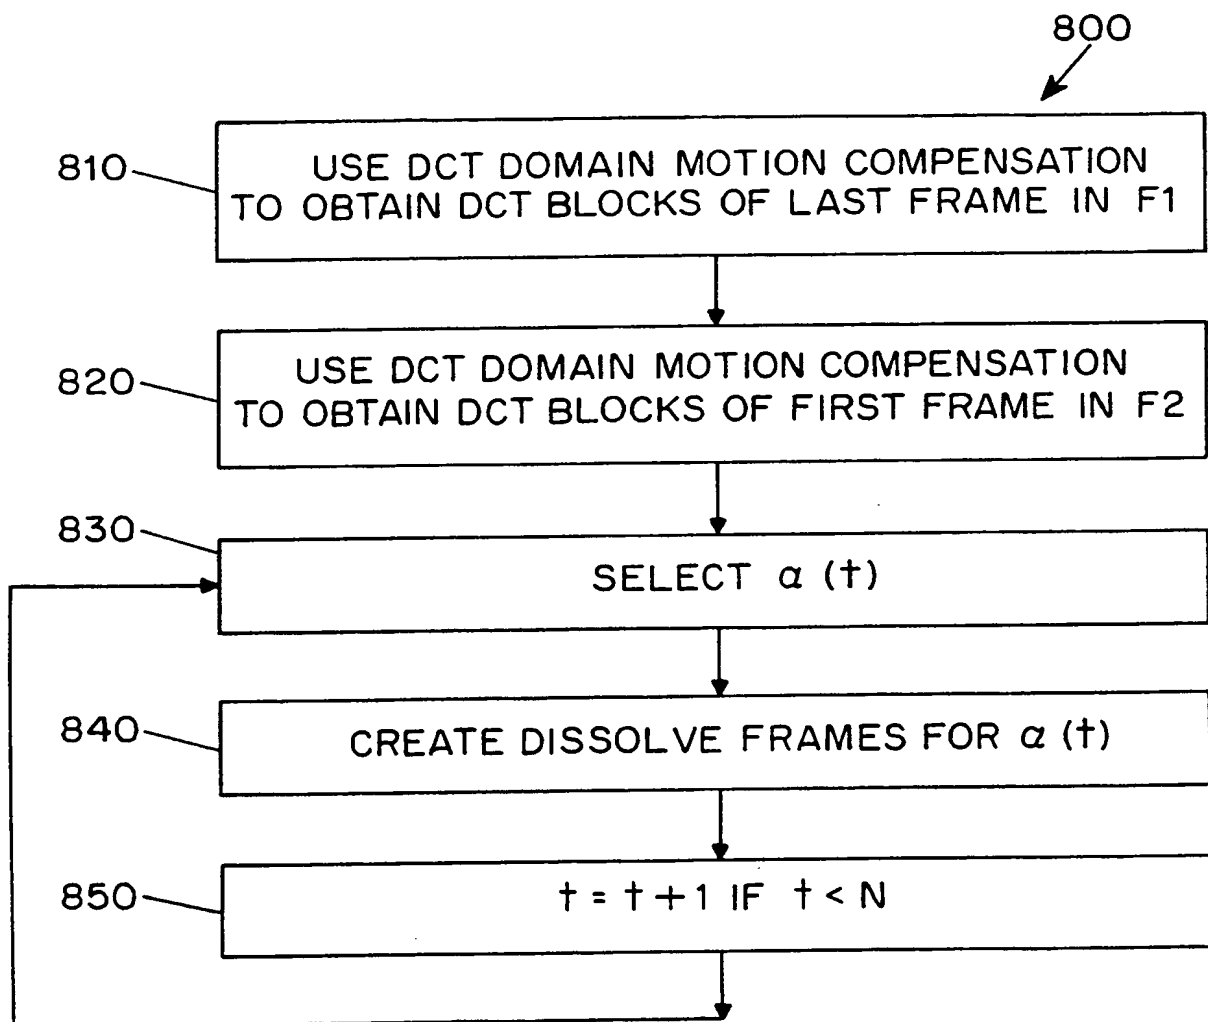 800
810
USE DCT DOMAIN MOTION COMPENSATION
TO OBTAIN DCT BLOCKS OF LAST FRAME IN F1
820
USE DCT DOMAIN MOTION COMPENSATION
TO OBTAIN DCT BLOCKS OF FIRST FRAME IN F2
830
SELECT α (t)
840
CREATE DISSOLVE FRAMES FOR α (t)
850
t = t + 1 IF t < N